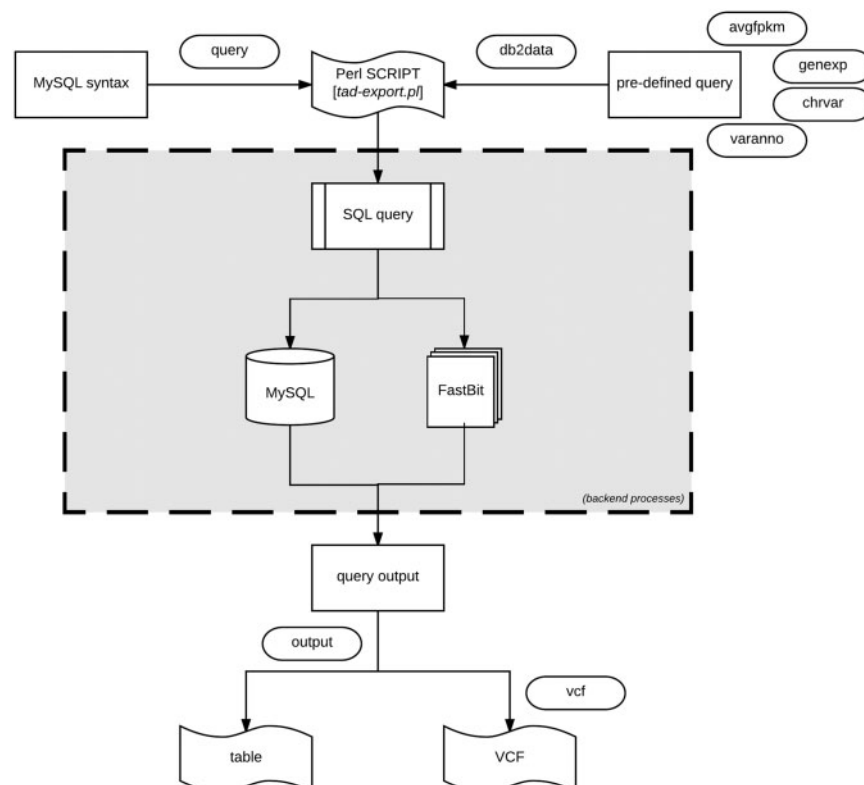 avgfpkm
query
db2data
Perl SCRIPT
[tad-export.pl]
MySQL syntax
pre-defined query
genexp
chrvar
varanno
SQL query
MySQL
FastBit
(backend processes)
query output
output
vcf
table
VCF